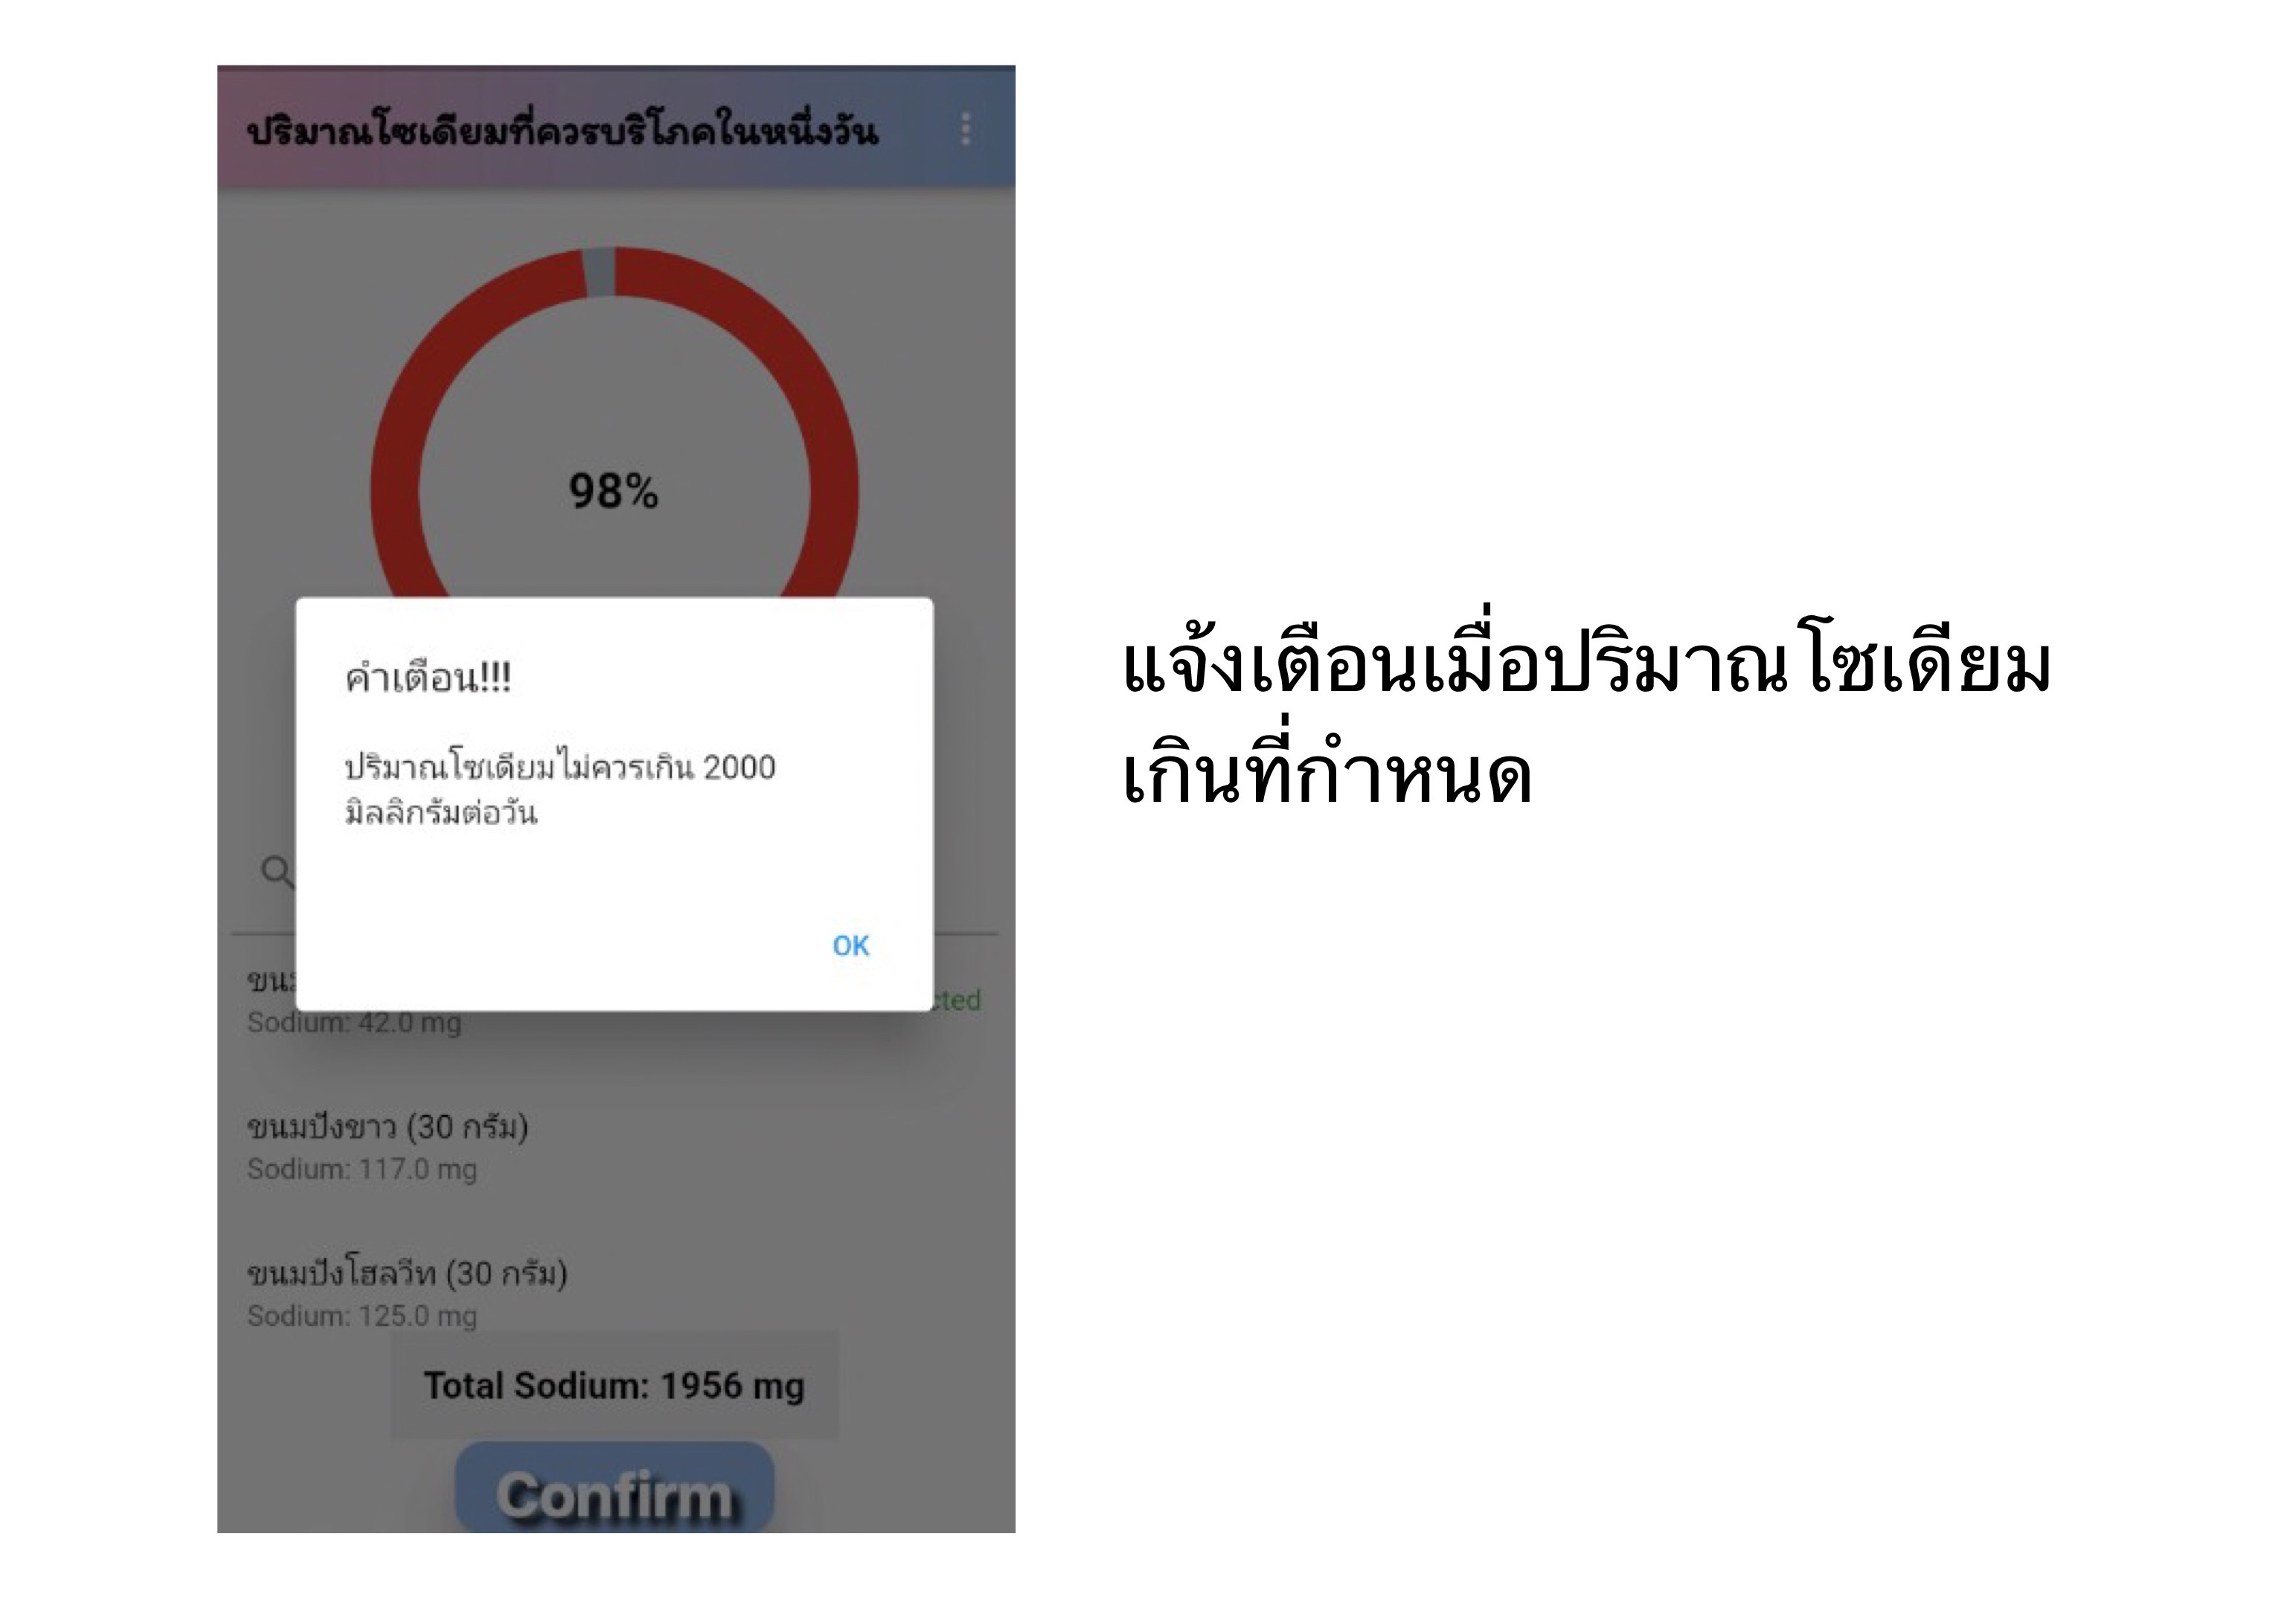 ปริมาณโซเดียมที่ควรบริโภคในหนึ่งวัน
98%
คำเตือน!!!
ปริมาณโซเดียมไม่ควรเกิน 2000
มิลลิกรัมต่อวัน
OK
Sodium: 42.0 mg
ขนมปังขาว (30 กรัม)
Sodium: 117.0 mg
ขนมปังโฮลวีท (30 กรัม)
Sodium: 125.0 mg
Total Sodium: 1956 mg
Confirm
แจ้งเตือนเมื่อปริมาณโซเดียม
เกินที่กำหนด